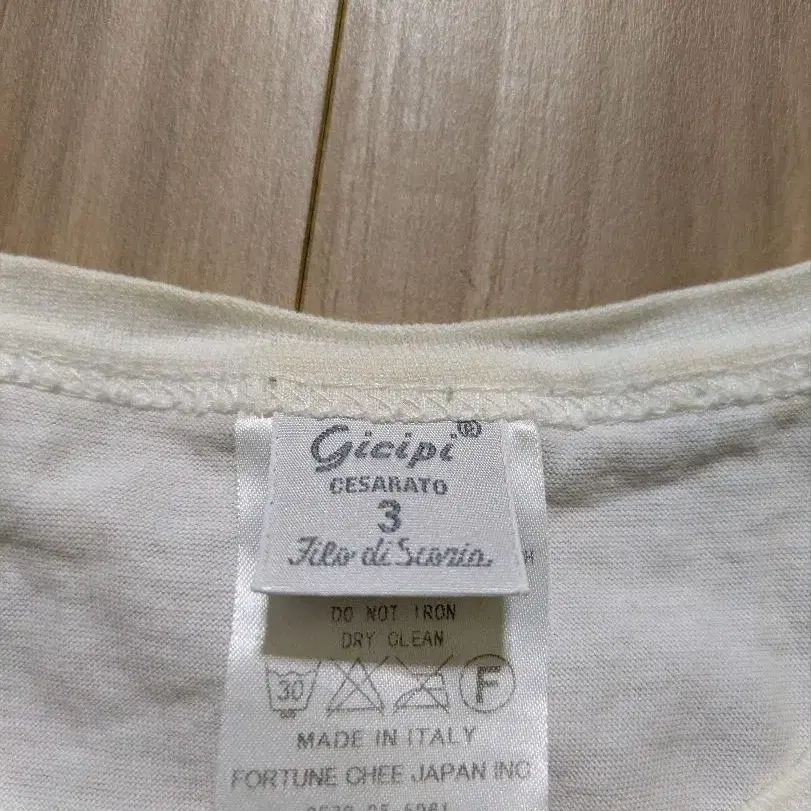 Gicipi®
CESARATO
3
Filo di Scozia
H
DO NOT IRON
DRY CLEAN
30
F
MADE IN ITALY
FORTUNE CHEE JAPAN INC